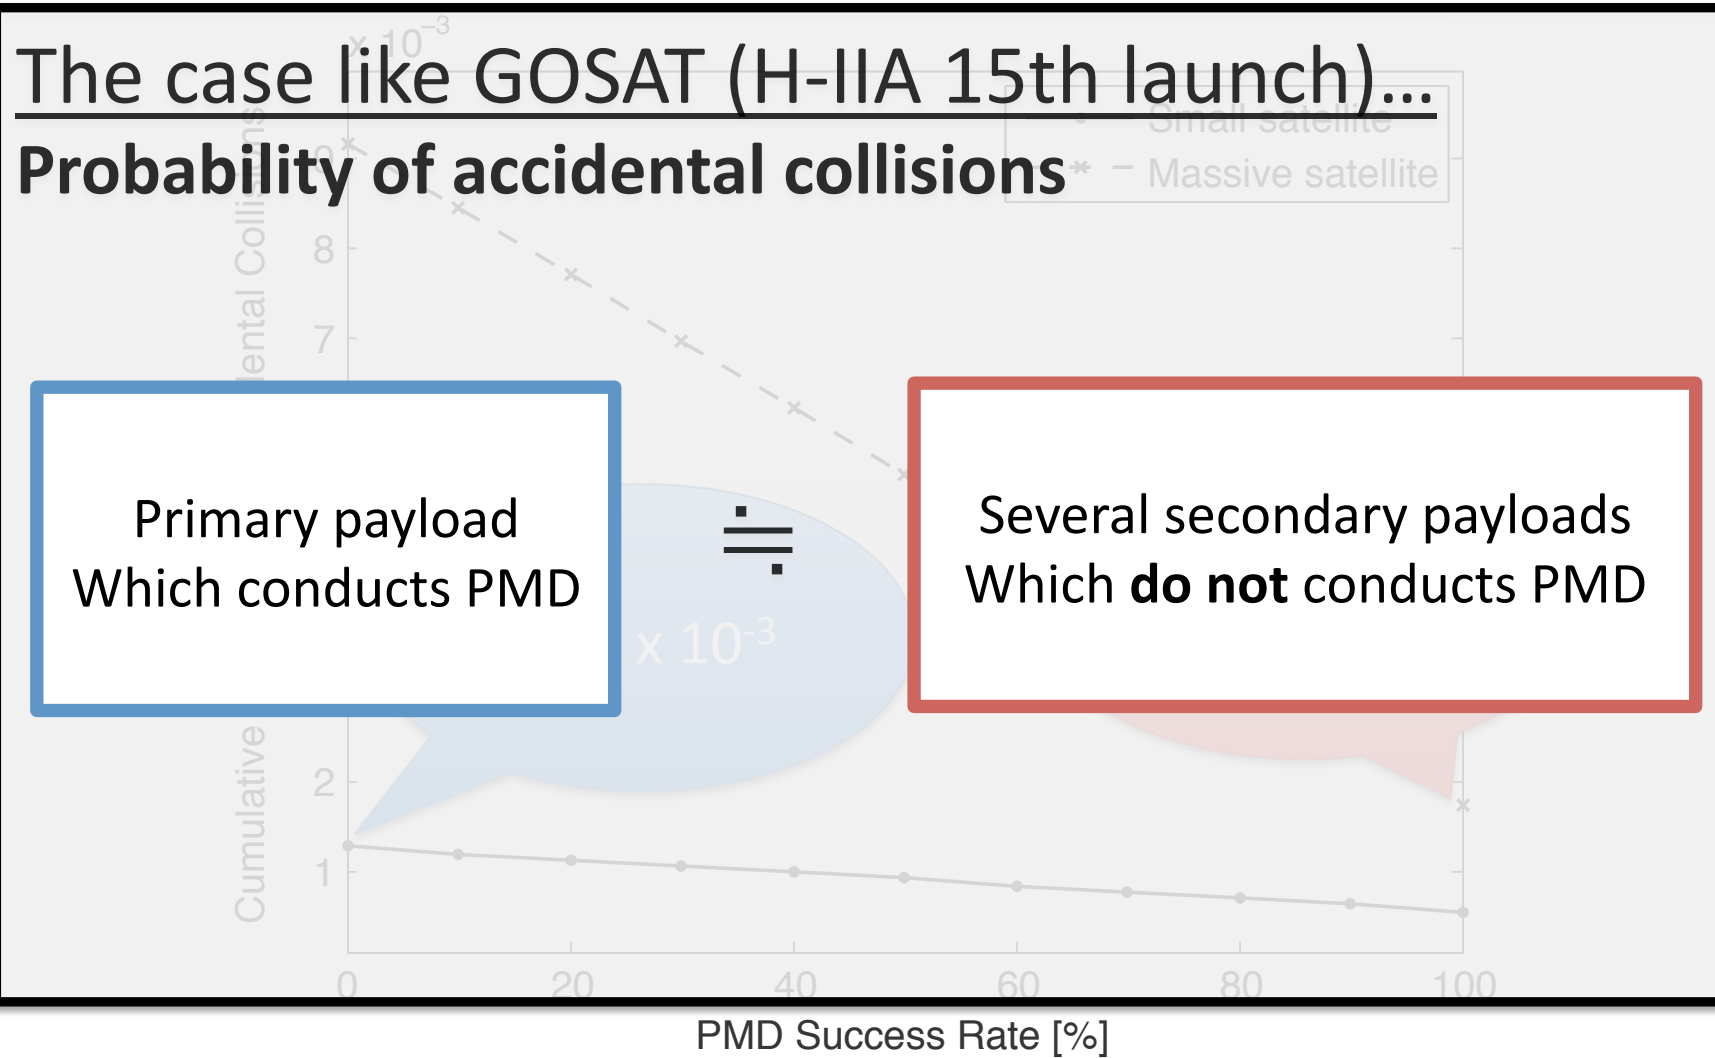 x 10⁻³
The case like GOSAT (H-IIA 15th launch)...
Probability of accidental collisions
Small satellite
Massive satellite
9
8
7
2
1
Cumulative
Collisions
Primary payload
Which conducts PMD
≒
Several secondary payloads
Which do not conducts PMD
x 10⁻³
0 20 40 60 80 100
PMD Success Rate [%]